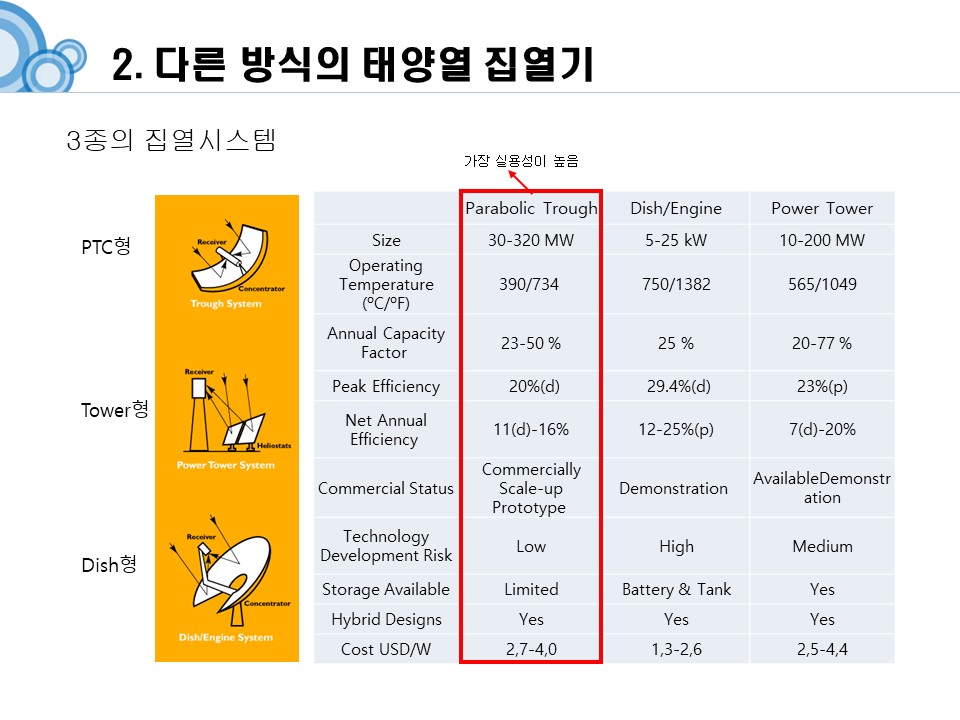 2. 다른 방식의 태양열 집열기
3종의 집열시스템
가장 실용성이 높음
PTC형
Receiver
Concentrator
Trough System
Tower형
Receiver
Heliostats
Power Tower System
Dish형
Receiver
Concentrator
Dish/Engine System
Parabolic Trough Dish/Engine Power Tower
Size 30-320 MW 5-25 kW 10-200 MW
Operating
Temperature
(ºC/ºF) 390/734 750/1382 565/1049
Annual Capacity
Factor 23-50 % 25 % 20-77 %
Peak Efficiency 20%(d) 29.4%(d) 23%(p)
Net Annual
Efficiency 11(d)-16% 12-25%(p) 7(d)-20%
Commercial Status Commercially
Scale-up
Prototype Demonstration AvailableDemonstr
ation
Technology
Development Risk Low High Medium
Storage Available Limited Battery & Tank Yes
Hybrid Designs Yes Yes Yes
Cost USD/W 2,7-4,0 1,3-2,6 2,5-4,4